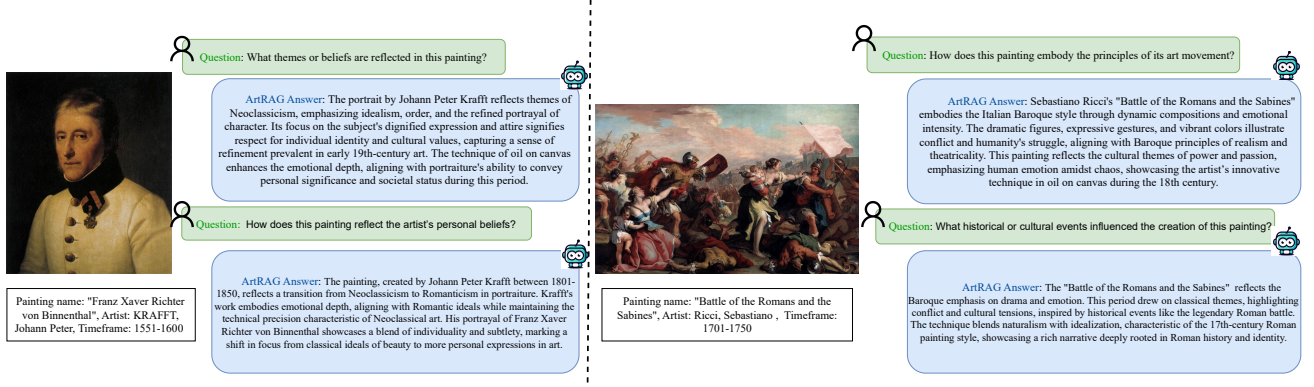 Question: What themes or beliefs are reflected in this painting?
ArtRAG Answer: The portrait by Johann Peter Krafft reflects themes of
Neoclassicism, emphasizing idealism, order, and the refined portrayal of
character. Its focus on the subject's dignified expression and attire signifies
respect for individual identity and cultural values, capturing a sense of
refinement prevalent in early 19th-century art. The technique of oil on canvas
enhances the emotional depth, aligning with portraiture's ability to convey
personal significance and societal status during this period.
Question: How does this painting reflect the artist's personal beliefs?
ArtRAG Answer: The painting, created by Johann Peter Krafft between 1801-
1850, reflects a transition from Neoclassicism to Romanticism in portraiture. Krafft's
work embodies emotional depth, aligning with Romantic ideals while maintaining the
technical precision characteristic of Neoclassical art. His portrayal of Franz Xaver
Richter von Binnenthal showcases a blend of individuality and subtlety, marking a
shift in focus from classical ideals of beauty to more personal expressions in art.
Painting name: "Franz Xaver Richter
von Binnenthal", Artist: KRAFFT,
Johann Peter, Timeframe: 1551-1600
Question: How does this painting embody the principles of its art movement?
ArtRAG Answer: Sebastiano Ricci's "Battle of the Romans and the Sabines"
embodies the Italian Baroque style through dynamic compositions and emotional
intensity. The dramatic figures, expressive gestures, and vibrant colors illustrate
conflict and humanity's struggle, aligning with Baroque principles of realism and
theatricality. This painting reflects the cultural themes of power and passion,
emphasizing human emotion amidst chaos, showcasing the artist's innovative
technique in oil on canvas during the 18th century.
Question: What historical or cultural events influenced the creation of this painting?
ArtRAG Answer: The "Battle of the Romans and the Sabines" reflects the
Baroque emphasis on drama and emotion. This period drew on classical themes, highlighting
conflict and cultural tensions, inspired by historical events like the legendary Roman battle.
The technique blends naturalism with idealization, characteristic of the 17th-century Roman
painting style, showcasing a rich narrative deeply rooted in Roman history and identity.
Painting name: "Battle of the Romans and the
Sabines", Artist: Ricci, Sebastiano , Timeframe:
1701-1750